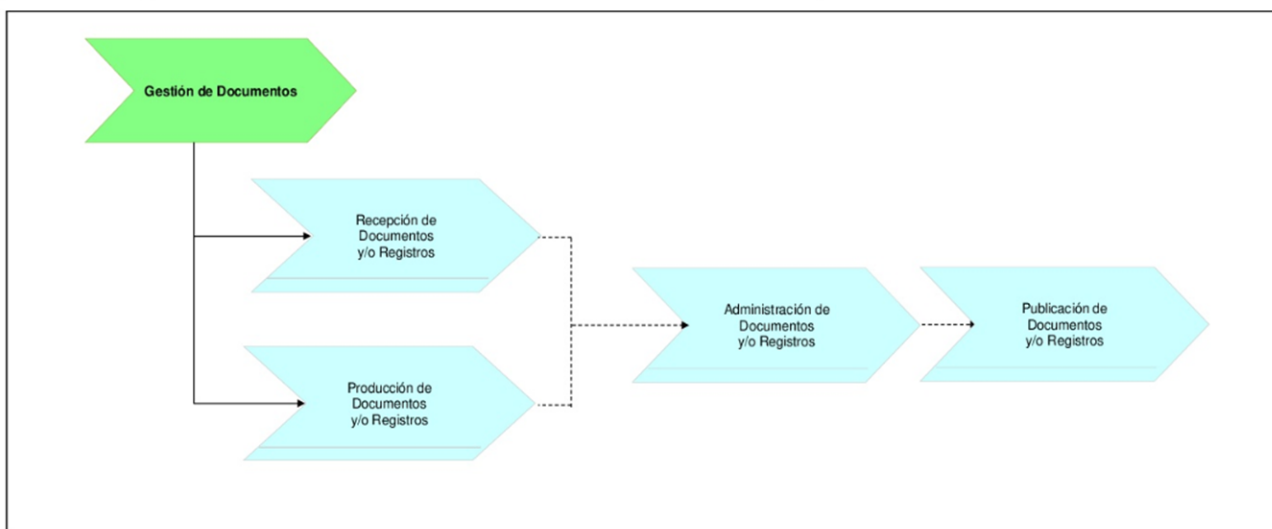 Gestión de Documentos
Recepción de
Documentos
y/o Registros
Producción de
Documentos
y/o Registros
Administración de
Documentos
y/o Registros
Publicación de
Documentos
y/o Registros